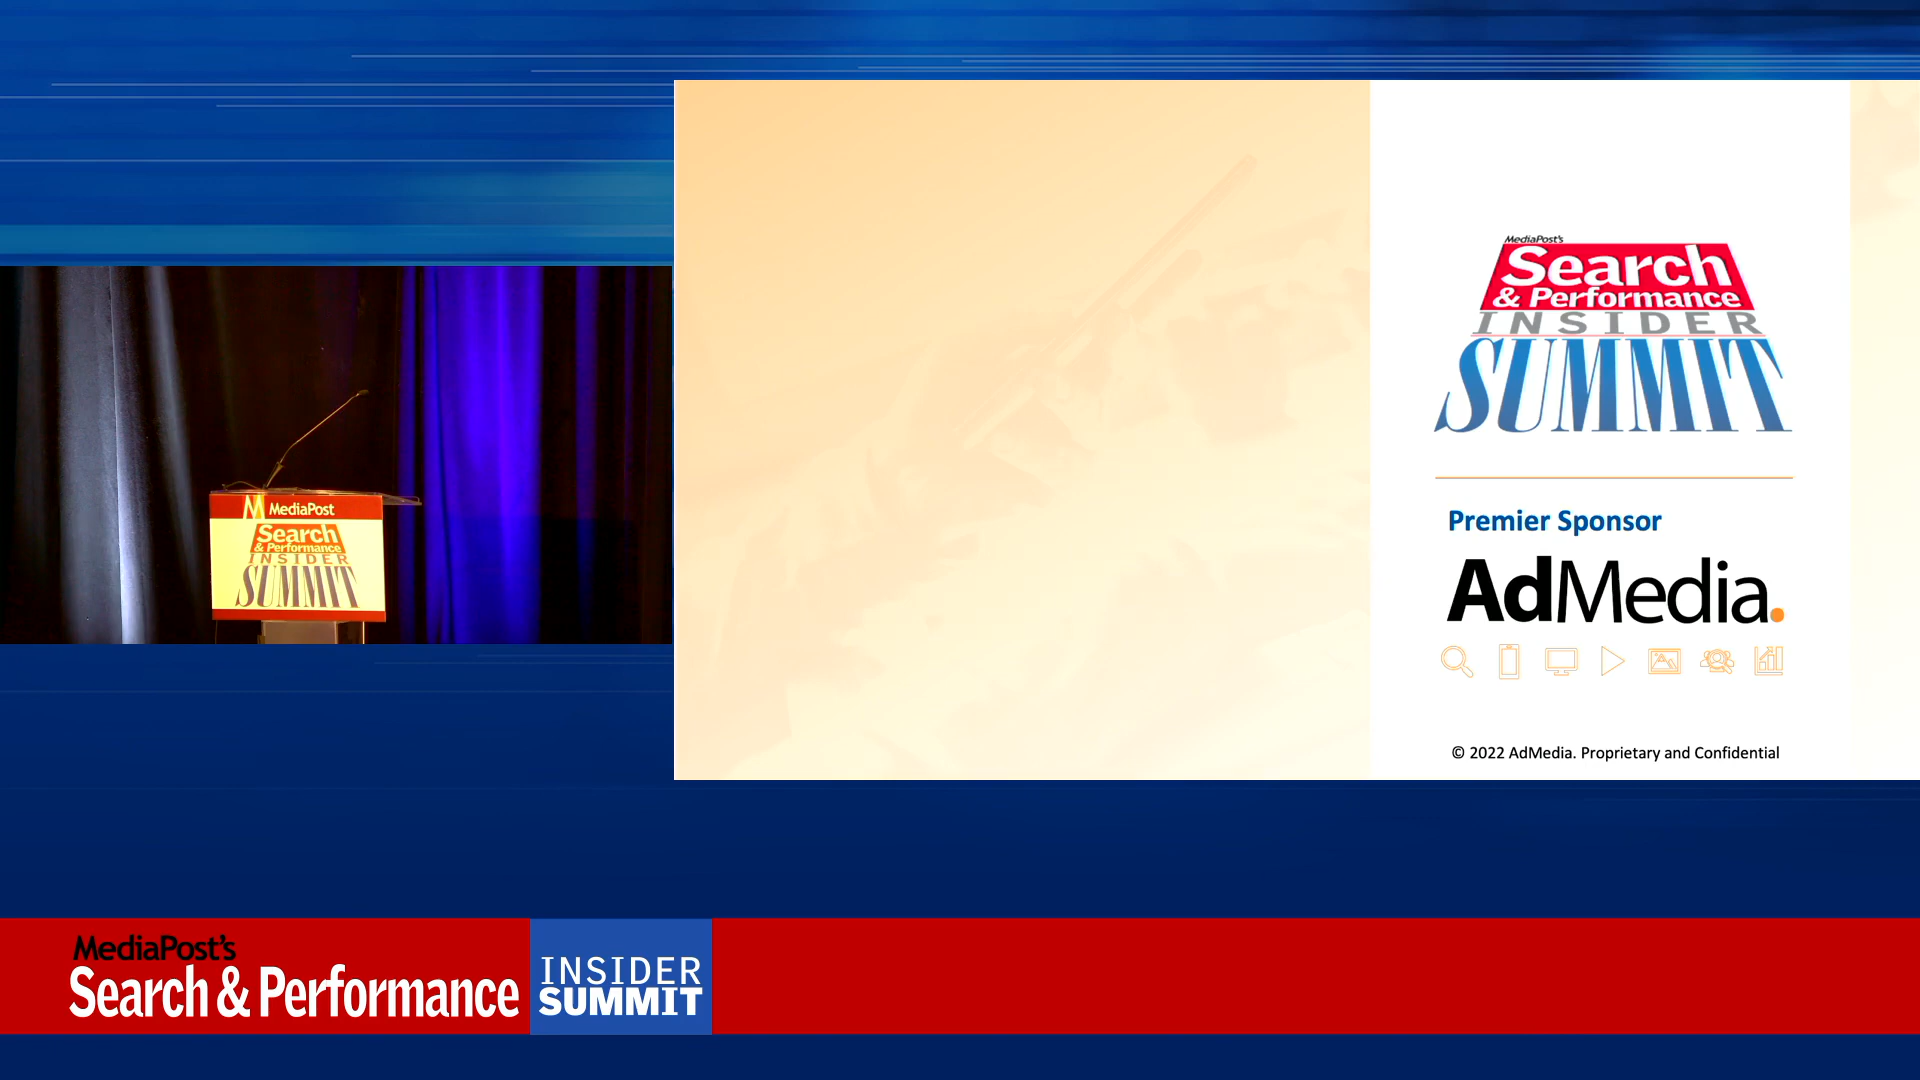 MediaPost's
Search
& Performance
INSIDER
SUMMIT
Premier Sponsor
AdMedia.
© 2022 AdMedia. Proprietary and Confidential
M MediaPost
Search
& Performance
INSIDER
SUMMIT
MediaPost's
Search & Performance
INSIDER
SUMMIT